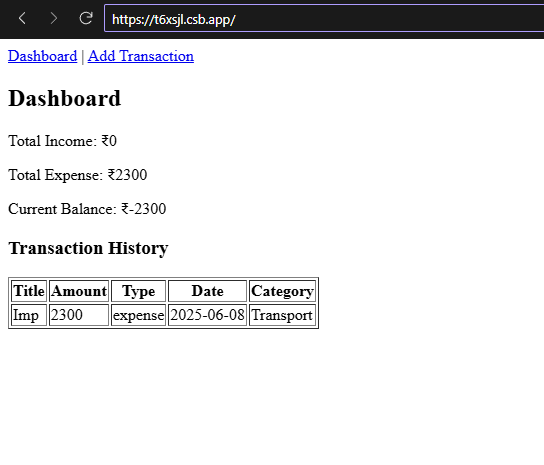 https://t6xsjl.csb.app/
Dashboard | Add Transaction
Dashboard
Total Income: ₹0
Total Expense: ₹2300
Current Balance: ₹-2300
Transaction History
Title Amount Type Date Category
Imp 2300 expense 2025-06-08 Transport